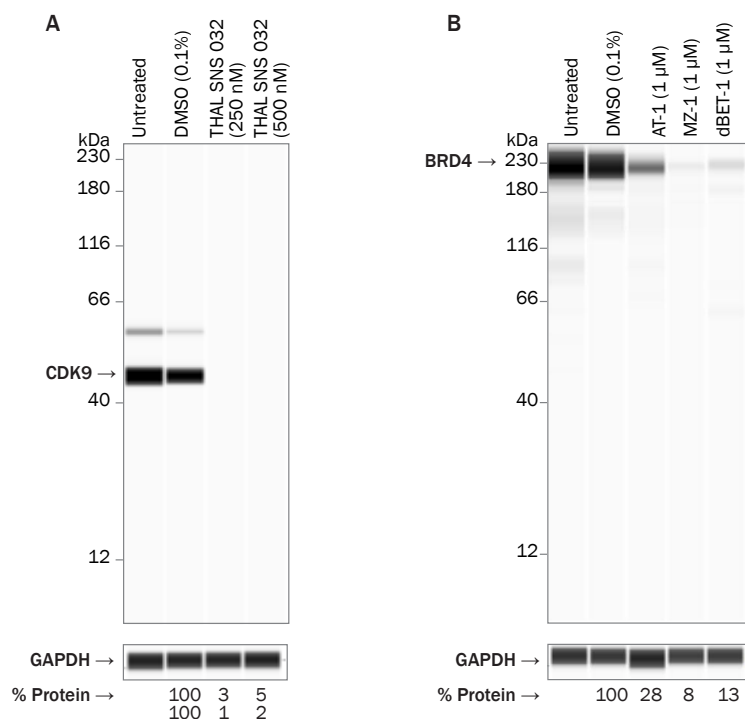 A
Untreated
DMSO (0.1%)
THAL SNS 032
(250 nM)
THAL SNS 032
(500 nM)
kDa
230
180
116
66
CDK9 →
40
12
GAPDH →
% Protein → 100 3 5
100 1 2
B
Untreated
DMSO (0.1%)
AT-1 (1 µM)
MZ-1 (1 µM)
dBET-1 (1 µM)
kDa
BRD4 → 230
180
116
66
40
12
GAPDH →
% Protein → 100 28 8 13